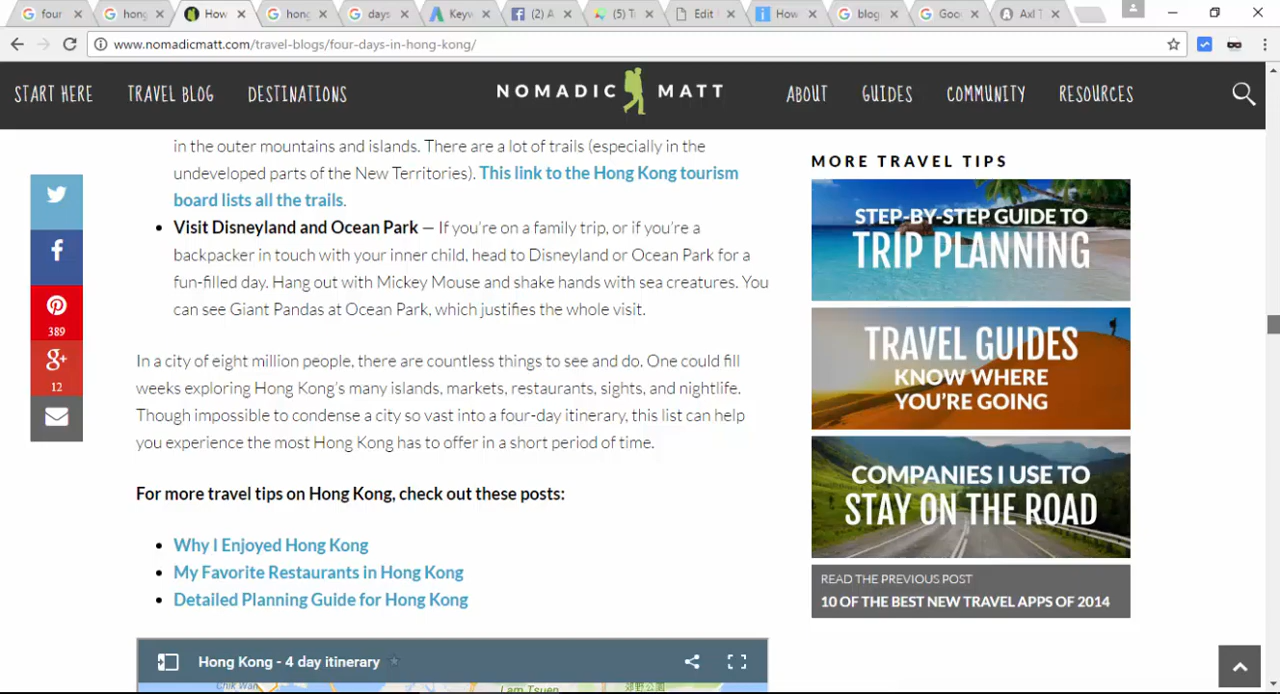 four
hong
How
hong
days
Keyw
(2) A
(5) T
Edit
How
blog
Goo
Axl T
www.nomadicmatt.com/travel-blogs/four-days-in-hong-kong/
START HERE TRAVEL BLOG DESTINATIONS NOMADIC MATT ABOUT GUIDES COMMUNITY RESOURCES
in the outer mountains and islands. There are a lot of trails (especially in the
undeveloped parts of the New Territories). This link to the Hong Kong tourism
board lists all the trails.
• Visit Disneyland and Ocean Park — If you're on a family trip, or if you're a
backpacker in touch with your inner child, head to Disneyland or Ocean Park for a
fun-filled day. Hang out with Mickey Mouse and shake hands with sea creatures. You
can see Giant Pandas at Ocean Park, which justifies the whole visit.
In a city of eight million people, there are countless things to see and do. One could fill
weeks exploring Hong Kong's many islands, markets, restaurants, sights, and nightlife.
Though impossible to condense a city so vast into a four-day itinerary, this list can help
you experience the most Hong Kong has to offer in a short period of time.
For more travel tips on Hong Kong, check out these posts:
• Why I Enjoyed Hong Kong
• My Favorite Restaurants in Hong Kong
• Detailed Planning Guide for Hong Kong
Hong Kong - 4 day itinerary
Chik Wan
Lam Tsuen
郊野公園
389
g+
12
MORE TRAVEL TIPS
STEP-BY-STEP GUIDE TO
TRIP PLANNING
TRAVEL GUIDES
KNOW WHERE
YOU'RE GOING
COMPANIES I USE TO
STAY ON THE ROAD
READ THE PREVIOUS POST
10 OF THE BEST NEW TRAVEL APPS OF 2014